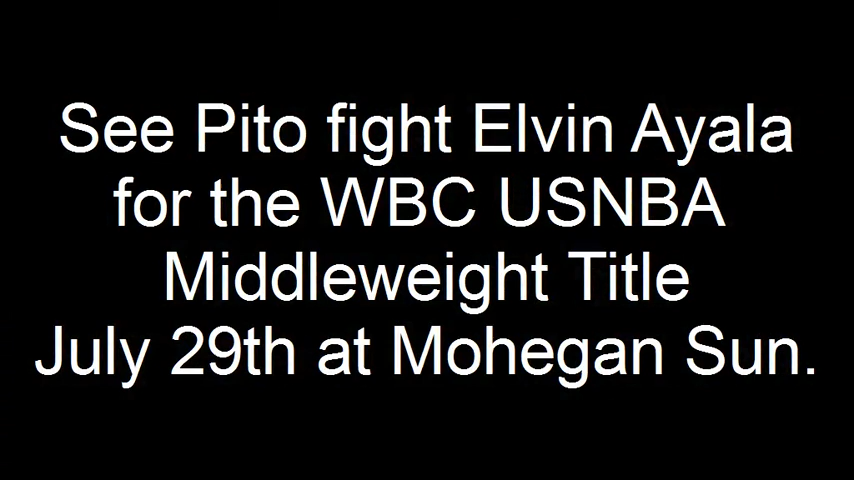 See Pito fight Elvin Ayala
for the WBC USNBA
Middleweight Title
July 29th at Mohegan Sun.